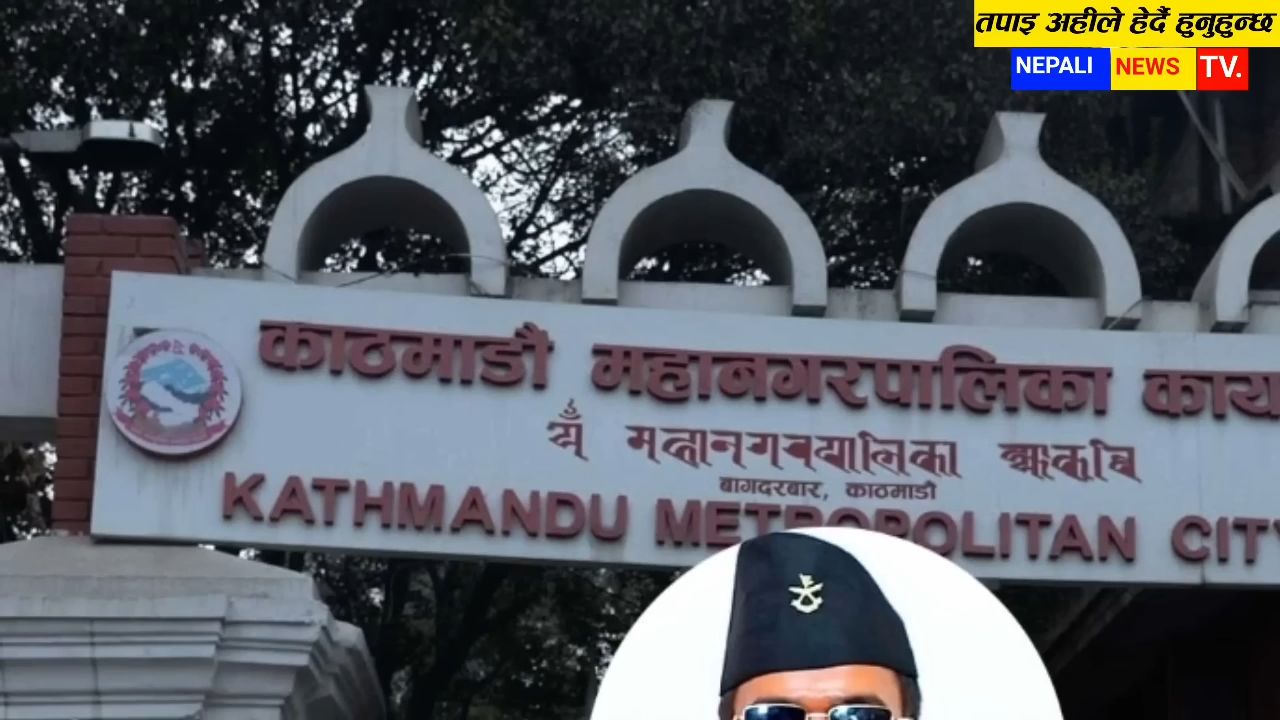 तपाइ अहीले हेर्दै हुनुहुन्छ
NEPALI NEWS TV.
काठमाडौं महानगरपालिका
बागदरबार, काठमाडौं
KATHMANDU METROPOLITAN CITY